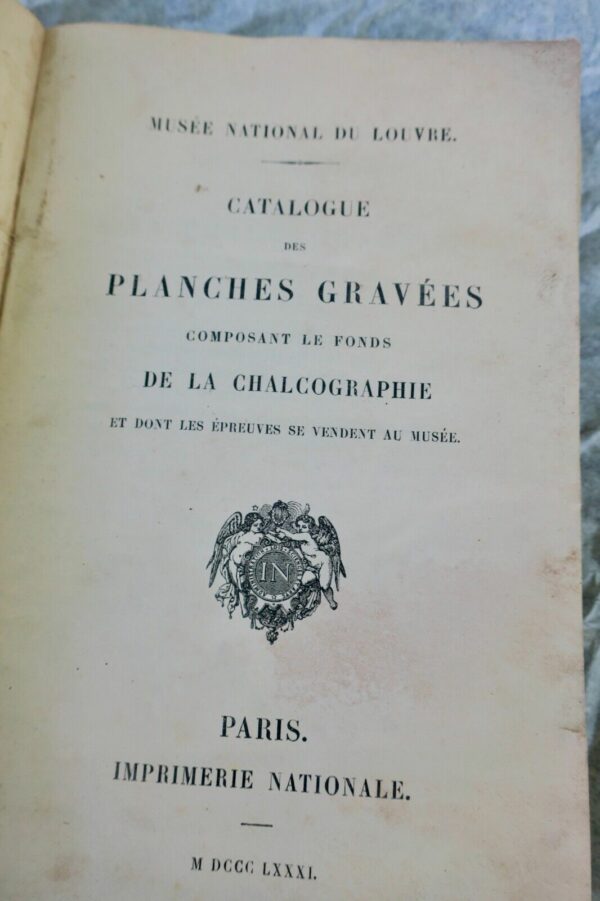 MUSÉE NATIONAL DU LOUVRE.
CATALOGUE
DES
PLANCHES GRAVÉES
COMPOSANT LE FONDS
DE LA CHALCOGRAPHIE
ET DONT LES ÉPREUVES SE VENDENT AU MUSÉE.
IN
PARIS.
IMPRIMERIE NATIONALE.
M DCCC LXXXI.